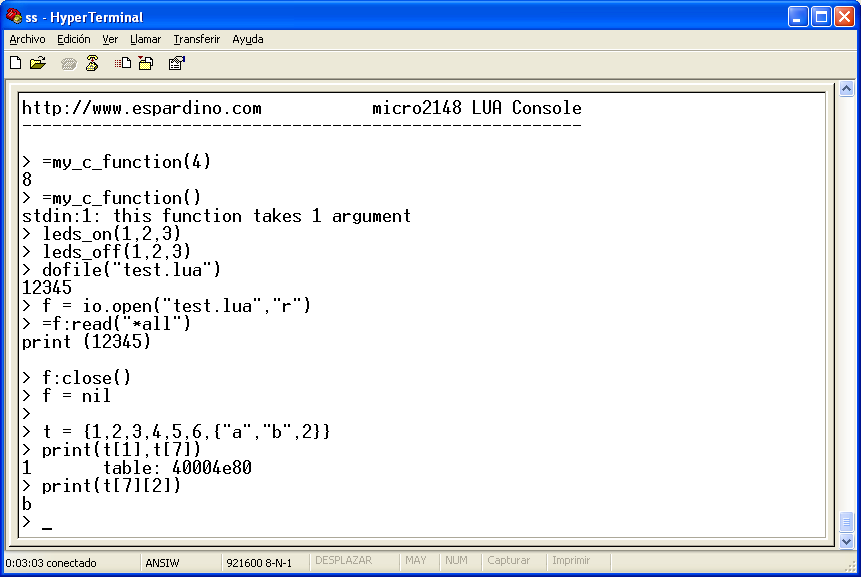 ss - HyperTerminal
Archivo Edición Ver Llamar Transferir Ayuda
http://www.espardino.com micro2148 LUA Console
--------------------------------------------------------
> =my_c_function(4)
8
> =my_c_function()
stdin:1: this function takes 1 argument
> leds_on(1,2,3)
> leds_off(1,2,3)
> dofile("test.lua")
12345
> f = io.open("test.lua","r")
> =f:read("*all")
print (12345)
> f:close()
> f = nil
>
> t = {1,2,3,4,5,6,{"a","b",2}}
> print(t[1],t[7])
1 table: 40004e80
> print(t[7][2])
b
> _
0:03:03 conectado ANSIW 921600 8-N-1 DESPLAZAR MAY NUM Capturar Imprimir